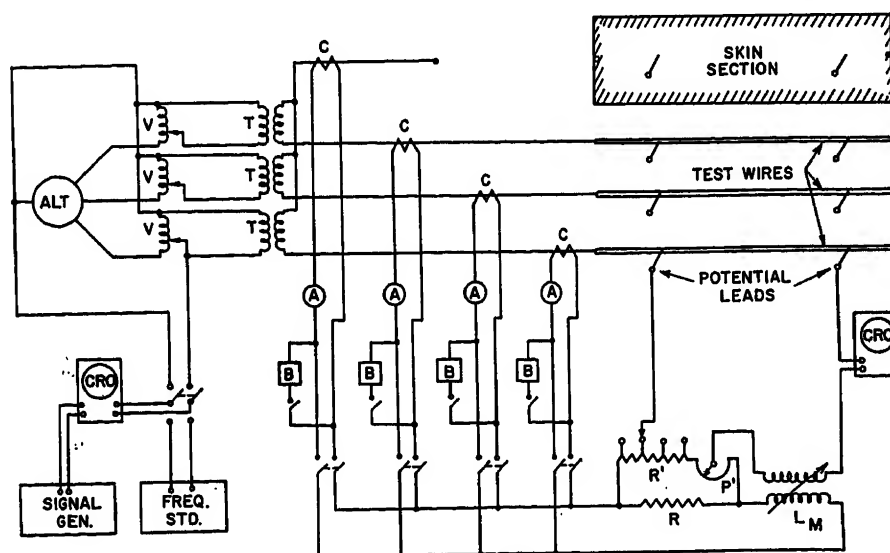 C
SKIN
SECTION
V
T
C
V
T
C
TEST WIRES
ALT
V
T
C
A
A
A
A
POTENTIAL
LEADS
CRO
CRO
B
B
B
B
R'
P'
SIGNAL
GEN.
FREQ.
STD.
R
L M